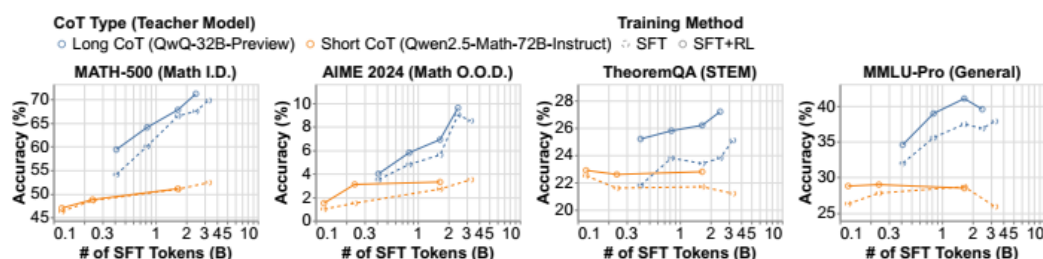 CoT Type (Teacher Model) Training Method
Long CoT (QwQ-32B-Preview) Short CoT (Qwen2.5-Math-72B-Instruct) SFT SFT+RL
MATH-500 (Math I.D.) AIME 2024 (Math O.O.D.) TheoremQA (STEM) MMLU-Pro (General)
Accuracy (%) Accuracy (%) Accuracy (%) Accuracy (%)
70 10 28 40
65 8 26 35
60 6 24 30
55 4 22 25
50 2 20
45 0
0.1 0.3 1 2 3 4 5 10 0.1 0.3 1 2 3 4 5 10 0.1 0.3 1 2 3 4 5 10 0.1 0.3 1 2 3 4 5 10
# of SFT Tokens (B) # of SFT Tokens (B) # of SFT Tokens (B) # of SFT Tokens (B)